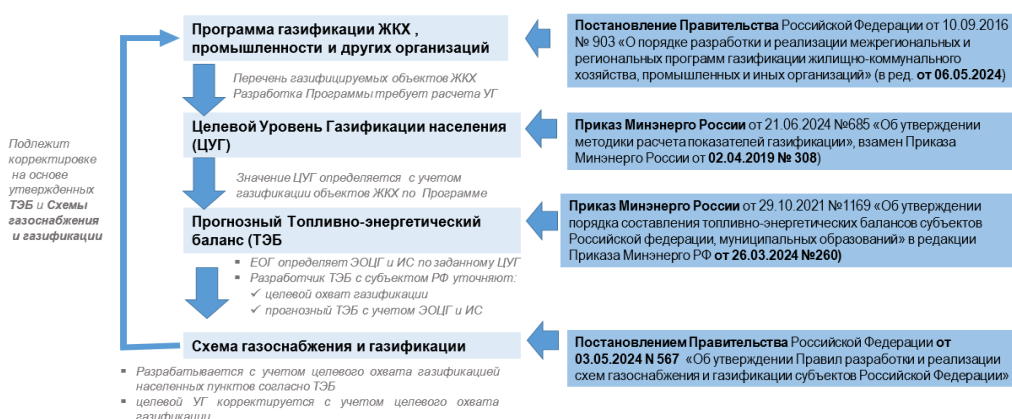 Программа газификации ЖКХ ,
промышленности и других организаций
Постановление Правительства Российской Федерации от 10.09.2016
№ 903 «О порядке разработки и реализации межрегиональных и
региональных программ газификации жилищно-коммунального
хозяйства, промышленных и иных организаций» (в ред. от 06.05.2024)
Перечень газифицируемых объектов ЖКХ
Разработка Программы требует расчета УГ
Целевой Уровень Газификации населения
(ЦУГ)
Приказ Минэнерго России от 21.06.2024 №685 «Об утверждении
методики расчета показателей газификации», взамен Приказа
Минэнерго России от 02.04.2019 № 308)
Подлежит
корректировке
на основе
утвержденных
ТЭБ и Схемы
газоснабжения
и газификации
Значение ЦУГ определяется с учетом
газификации объектов ЖКХ по Программе
Прогнозный Топливно-энергетический
баланс (ТЭБ
Приказ Минэнерго России от 29.10.2021 №1169 «Об утверждении
порядка составления топливно-энергетических балансов субъектов
Российской федерации, муниципальных образований» в редакции
Приказа Минэнерго РФ от 26.03.2024 №260)
▪ ЕОГ определяет ЭОЦГ и ИС по заданному ЦУГ
▪ Разработчик ТЭБ с субъектом РФ уточняют:
✓ целевой охват газификации
✓ прогнозный ТЭБ с учетом ЭОЦГ и ИС
Схема газоснабжения и газификации
Постановлением Правительства Российской Федерации от
03.05.2024 N 567 «Об утверждении Правил разработки и реализации
схем газоснабжения и газификации субъектов Российской Федерации»
▪ Разрабатывается с учетом целевого охвата газификацией
населенных пунктов согласно ТЭБ
▪ целевой УГ корректируется с учетом целевого охвата
газификации